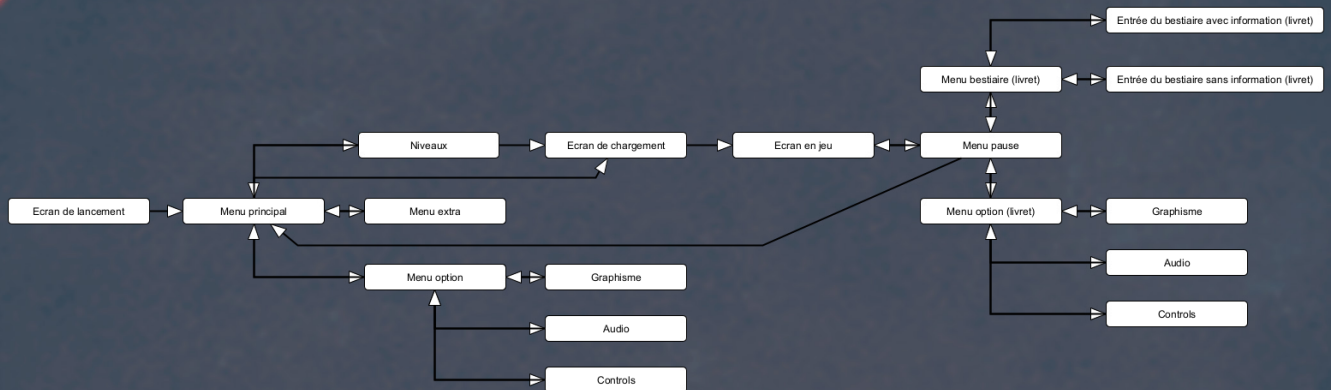 Entrée du bestiaire avec information (livret)
Menu bestiaire (livret)
Entrée du bestiaire sans information (livret)
Niveaux
Ecran de chargement
Ecran en jeu
Menu pause
Ecran de lancement
Menu principal
Menu extra
Menu option (livret)
Graphisme
Menu option
Graphisme
Audio
Audio
Controls
Controls